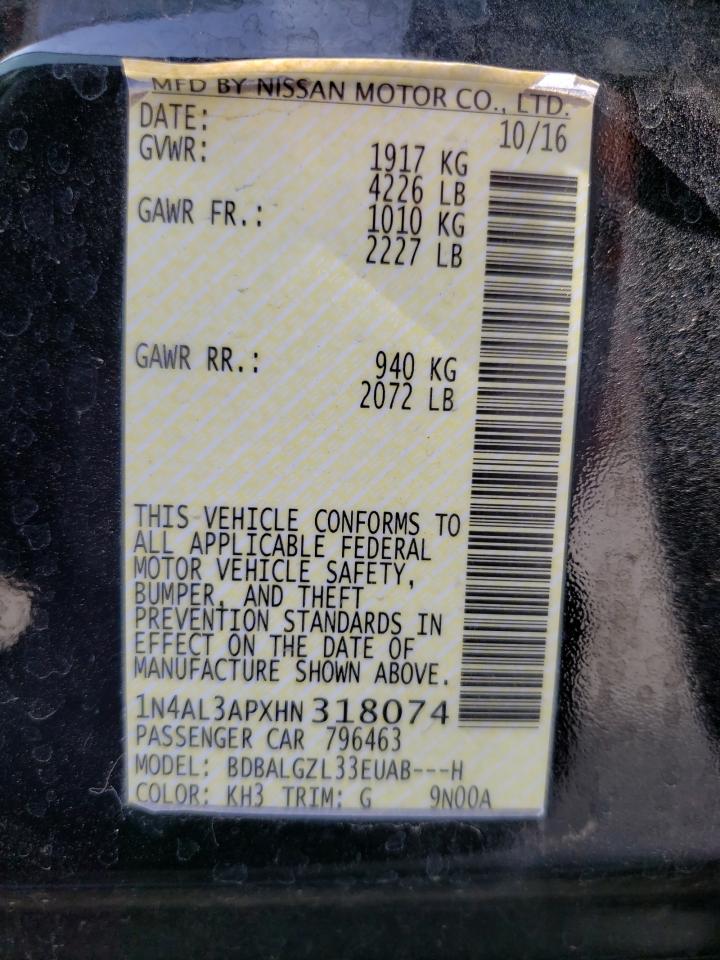 MFD BY NISSAN MOTOR CO., LTD.
DATE: 10/16
GVWR: 1917 KG
4226 LB
GAWR FR.: 1010 KG
2227 LB
GAWR RR.: 940 KG
2072 LB
THIS VEHICLE CONFORMS TO
ALL APPLICABLE FEDERAL
MOTOR VEHICLE SAFETY,
BUMPER, AND THEFT
PREVENTION STANDARDS IN
EFFECT ON THE DATE OF
MANUFACTURE SHOWN ABOVE.
1N4AL3APXHN318074
PASSENGER CAR 796463
MODEL: BDBALGZL33EUAB---H
COLOR: KH3 TRIM: G 9N00A